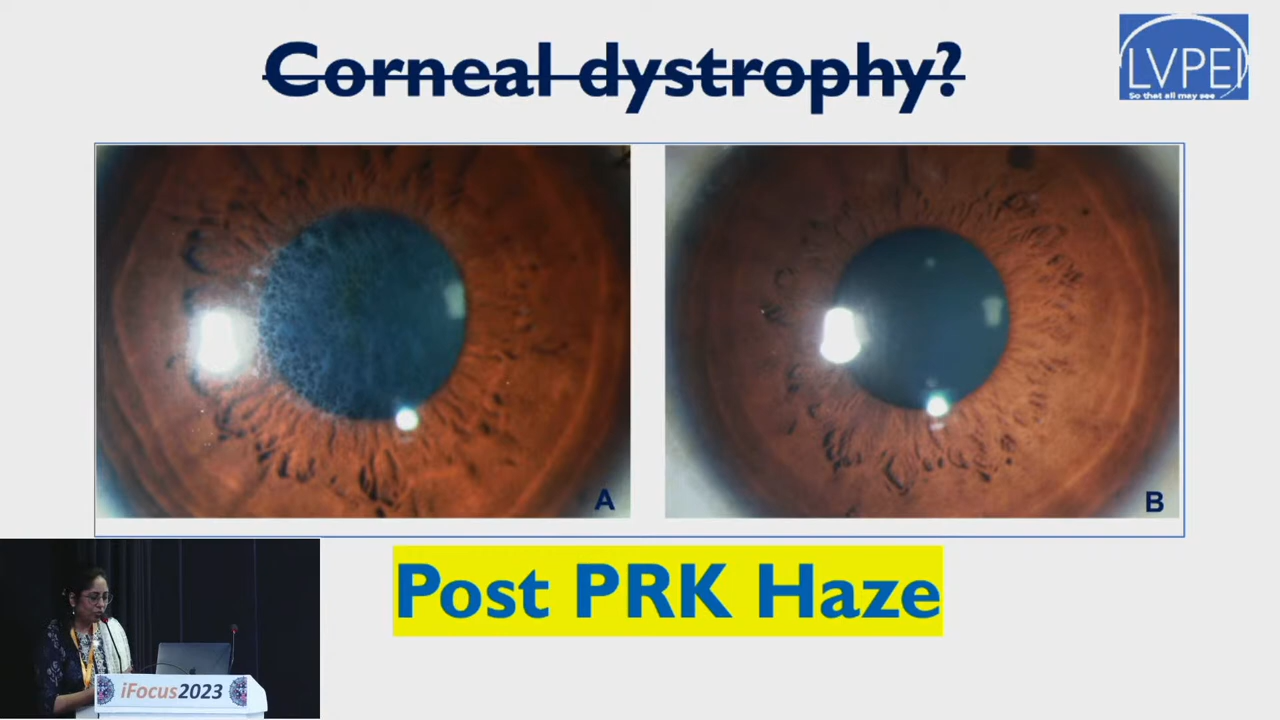 Corneal dystrophy?
LVPEI
So that all may see
A
B
Post PRK Haze
iFocus2023